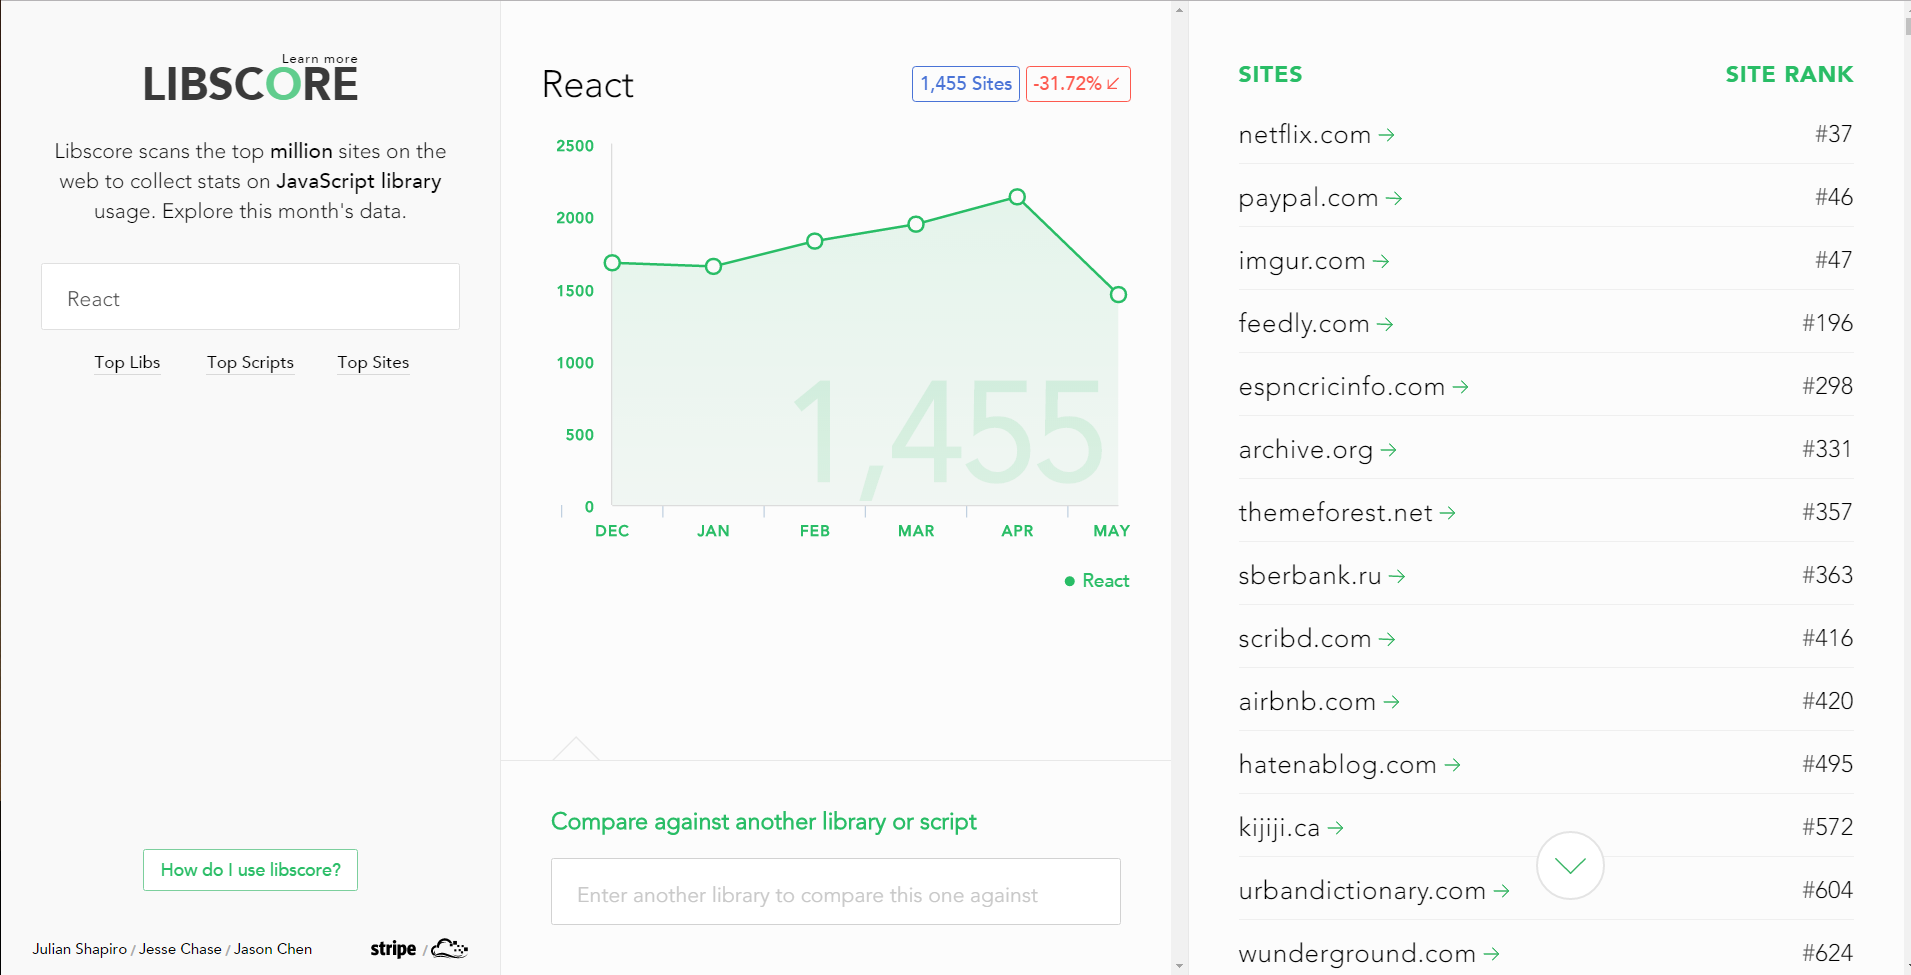 Learn more
LIBSCORE
Libscore scans the top million sites on the
web to collect stats on JavaScript library
usage. Explore this month's data.
React
Top Libs Top Scripts Top Sites
How do I use libscore?
Julian Shapiro / Jesse Chase / Jason Chen stripe /
React 1,455 Sites -31.72%
2500
2000
1500
1000
500
0
1,455
DEC JAN FEB MAR APR MAY
React
Compare against another library or script
Enter another library to compare this one against
SITES SITE RANK
netflix.com → #37
paypal.com → #46
imgur.com → #47
feedly.com → #196
espncricinfo.com → #298
archive.org → #331
themeforest.net → #357
sberbank.ru → #363
scribd.com → #416
airbnb.com → #420
hatenablog.com → #495
kijiji.ca → #572
urbandictionary.com → #604
wunderground.com → #624